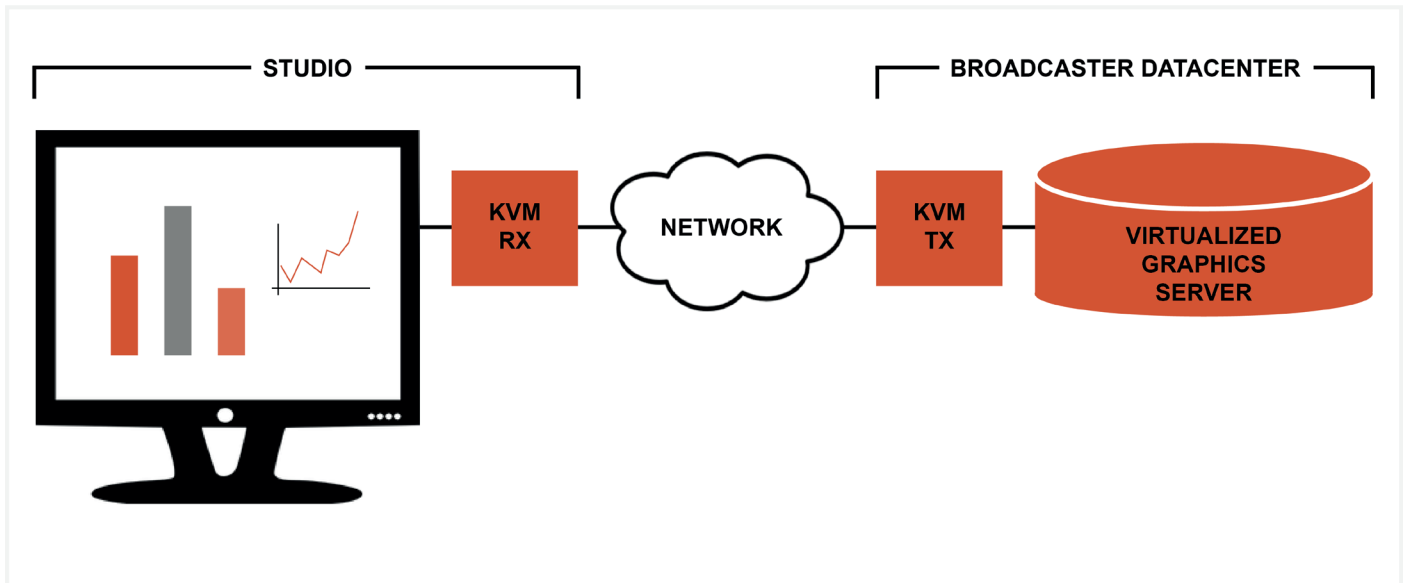 STUDIO
BROADCASTER DATACENTER
KVM
RX
NETWORK
KVM
TX
VIRTUALIZED
GRAPHICS
SERVER